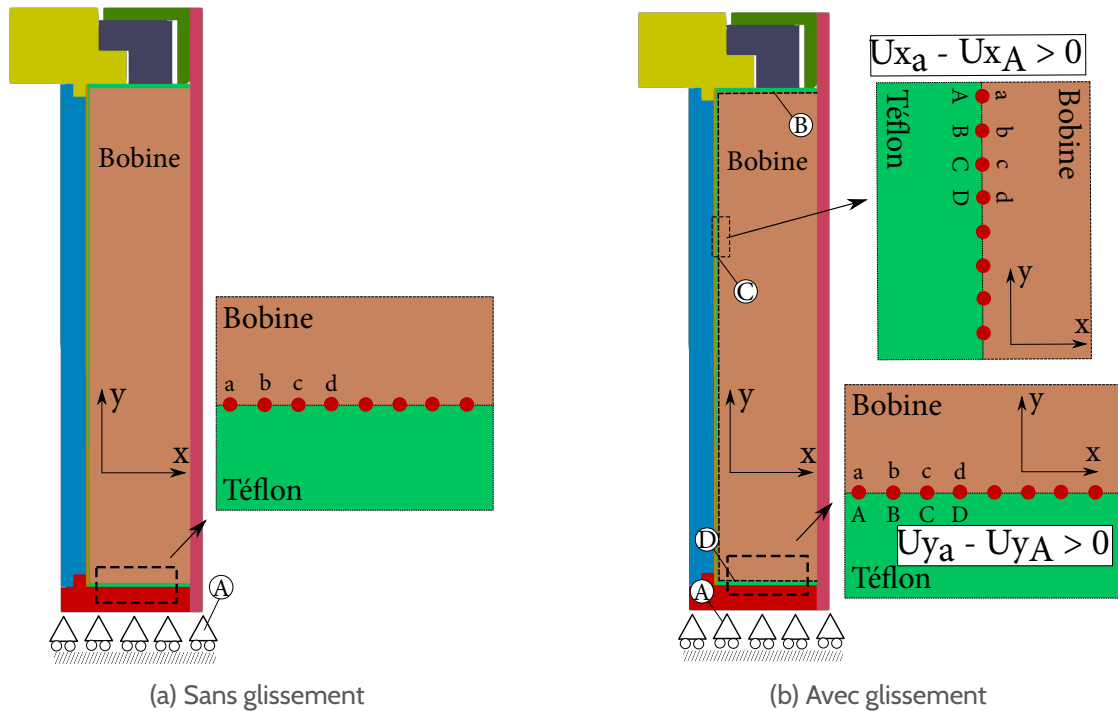 Bobine
y
x
A
Bobine
a b c d
Téflon
(a) Sans glissement
B
Bobine
C
y
x
D
A
Ux_a - Ux_A > 0
Téflon
A a
B b
C c
D d
Bobine
y
x
Bobine
y
x
a b c d
A B C D
Uy_a - Uy_A > 0
Téflon
(b) Avec glissement